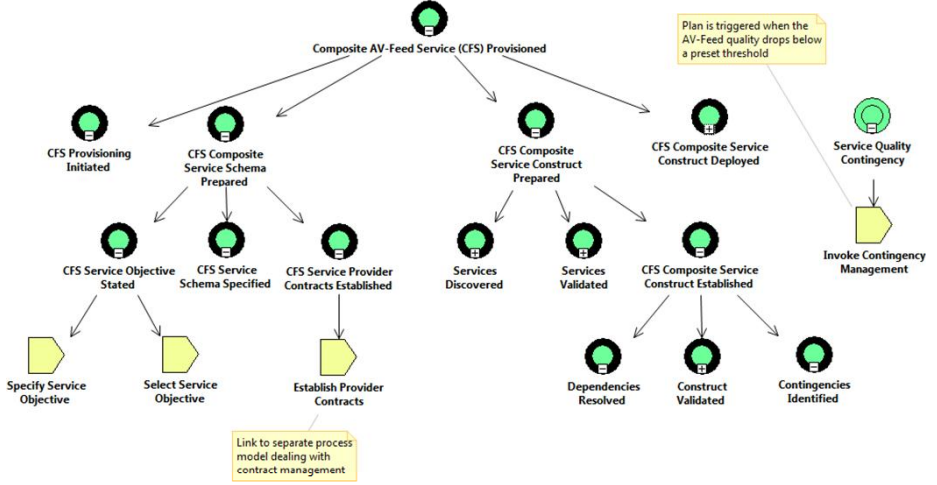 Composite AV-Feed Service (CFS) Provisioned
Plan is triggered when the
AV-Feed quality drops below
a preset threshold
CFS Provisioning
Initiated
CFS Composite
Service Schema
Prepared
CFS Composite
Service Construct
Prepared
CFS Composite Service
Construct Deployed
Service Quality
Contingency
CFS Service Objective
Stated
CFS Service
Schema Specified
CFS Service Provider
Contracts Established
Services
Discovered
Services
Validated
CFS Composite Service
Construct Established
Invoke Contingency
Management
Specify Service
Objective
Select Service
Objective
Establish Provider
Contracts
Dependencies
Resolved
Construct
Validated
Contingencies
Identified
Link to separate process
model dealing with
contract management